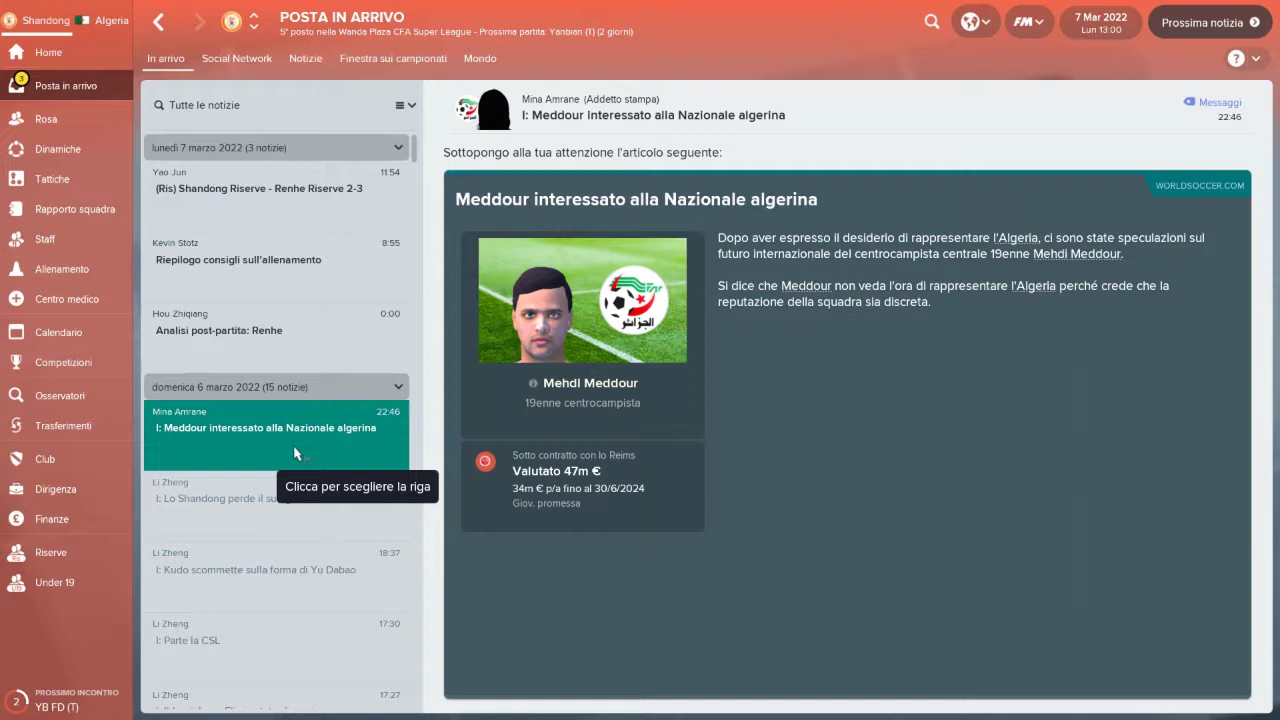 Shandong
Algeria
POSTA IN ARRIVO
5° posto nella Wanda Plaza CFA Super League - Prossima partita: Yanbian (T) (2 giorni)
FM
7 Mar 2022
Lun 13:00
Prossima notizia
Home
3
Posta in arrivo
Rosa
Dinamiche
Tattiche
Rapporto squadra
Staff
Allenamento
Centro medico
Calendario
Competizioni
Osservatori
Trasferimenti
Club
Dirigenza
Finanze
Riserve
Under 19
2
PROSSIMO INCONTRO
YB FD (T)
In arrivo
Social Network
Notizie
Finestra sui campionati
Mondo
?
Tutte le notizie
lunedì 7 marzo 2022 (3 notizie)
Yao Jun 11:54
(Ris) Shandong Riserve - Renhe Riserve 2-3
Kevin Stotz 8:55
Riepilogo consigli sull'allenamento
Hou Zhiqiang 0:00
Analisi post-partita: Renhe
domenica 6 marzo 2022 (15 notizie)
Mina Amrane 22:46
I: Meddour interessato alla Nazionale algerina
Clicca per scegliere la riga
Li Zheng
I: Lo Shandong perde il
Li Zheng 18:37
I: Kudo scommette sulla forma di Yu Dabao
Li Zheng 17:30
I: Parte la CSL
Li Zheng 17:27
Mina Amrane (Addetto stampa)
I: Meddour interessato alla Nazionale algerina
Messaggi
22:46
Sottopongo alla tua attenzione l'articolo seguente:
WORLDSOCCER.COM
Meddour interessato alla Nazionale algerina
FAF
الجزائر
Mehdi Meddour
19enne centrocampista
Sotto contratto con lo Reims
Valutato 47m €
34m € p/a fino al 30/6/2024
Giov. promessa
Dopo aver espresso il desiderio di rappresentare l'Algeria, ci sono state speculazioni sul
futuro internazionale del centrocampista centrale 19enne Mehdi Meddour.
Si dice che Meddour non veda l'ora di rappresentare l'Algeria perché crede che la
reputazione della squadra sia discreta.